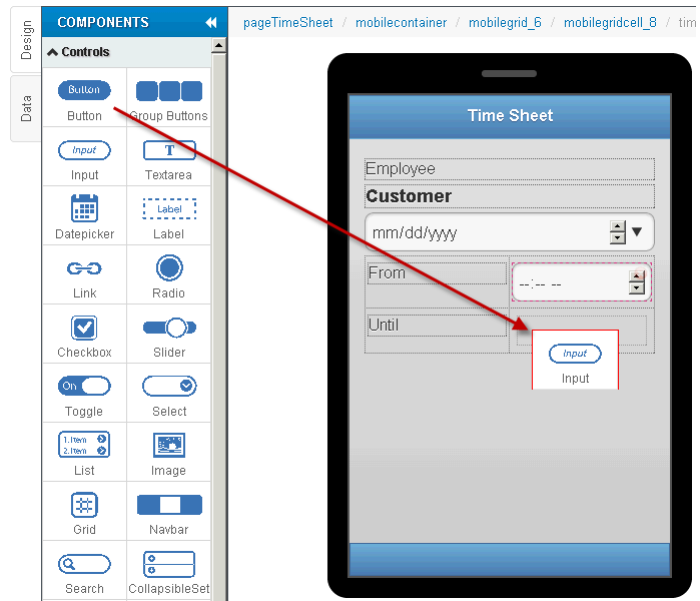 Design
Data
COMPONENTS
Controls
Button
Button
Group Buttons
Input
Input
T
Textarea
Datepicker
Label
Label
Link
Radio
Checkbox
Slider
On
Toggle
Select
1.Item
2.Item
List
Image
Grid
Navbar
Search
CollapsibleSet
pageTimeSheet / mobilecontainer / mobilegrid_6 / mobilegridcell_8 / tim
Time Sheet
Employee
Customer
mm/dd/yyyy
From
--:-- --
Until
Input
Input